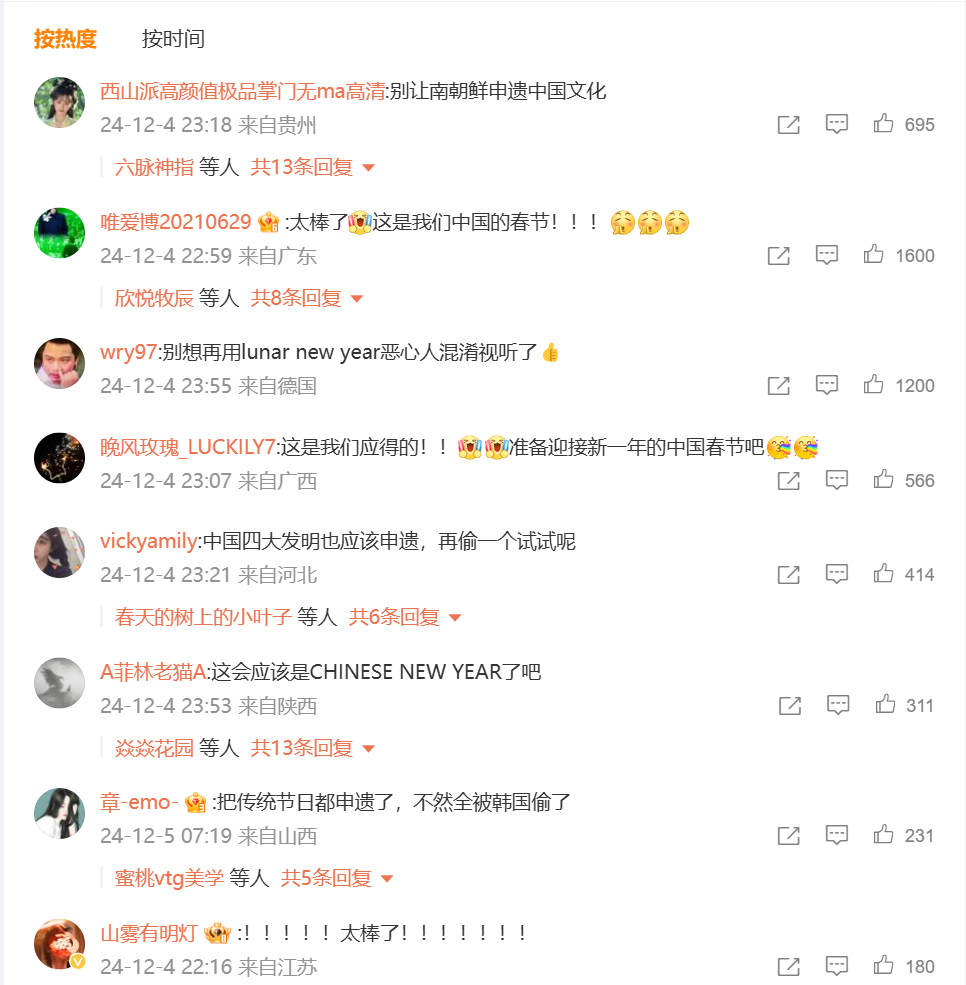 按热度 按时间
西山派高颜值极品掌门无ma高清:别让南朝鲜申遗中国文化
24-12-4 23:18 来自贵州 695
六脉神指 等人 共13条回复
唯爱博20210629 :太棒了这是我们中国的春节！！！
24-12-4 22:59 来自广东 1600
欣悦牧辰 等人 共8条回复
wry97:别想再用lunar new year恶心人混淆视听了
24-12-4 23:55 来自德国 1200
晚风玫瑰_LUCKILY7:这是我们应得的！！准备迎接新一年的中国春节吧
24-12-4 23:07 来自广西 566
vickyamily:中国四大发明也应该申遗，再偷一个试试呢
24-12-4 23:21 来自河北 414
春天的树上的小叶子 等人 共6条回复
A菲林老猫A:这会应该是CHINESE NEW YEAR了吧
24-12-4 23:53 来自陕西 311
焱焱花园 等人 共13条回复
章-emo- :把传统节日都申遗了，不然全被韩国偷了
24-12-5 07:19 来自山西 231
蜜桃vtg美学 等人 共5条回复
山雾有明灯 :！！！！！太棒了！！！！！！！
24-12-4 22:16 来自江苏 180